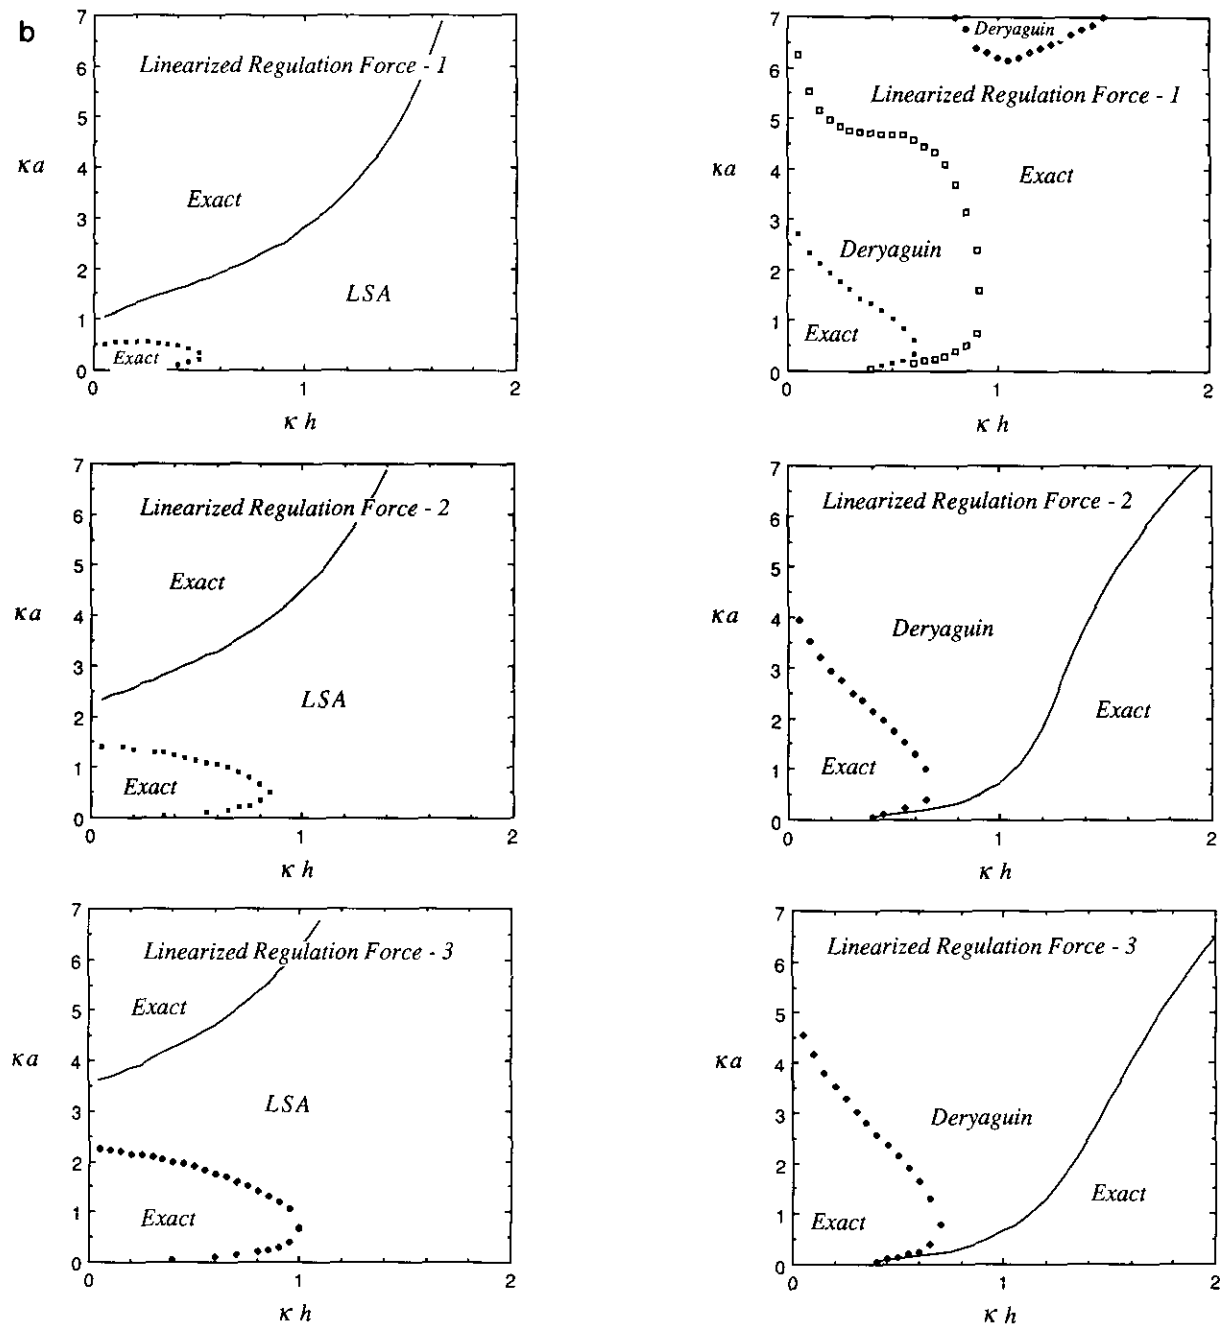 b
7
Linearized Regulation Force - 1
6
5
κa
4
Exact
3
2
LSA
1
Exact
0
0
1
2
κ h
7
Deryaguin
6
Linearized Regulation Force - 1
5
κa
4
Exact
3
Deryaguin
2
1
Exact
0
0
1
2
κ h
7
Linearized Regulation Force - 2
6
5
Exact
κa
4
3
LSA
2
1
Exact
0
0
1
2
κ h
7
Linearized Regulation Force - 2
6
5
κa
4
Deryaguin
3
2
Exact
1
Exact
0
0
1
2
κ h
7
Linearized Regulation Force - 3
6
5
Exact
κa
4
3
LSA
2
1
Exact
0
0
1
2
κ h
7
Linearized Regulation Force - 3
6
5
κa
4
3
Deryaguin
2
Exact
1
Exact
0
0
1
2
κ h